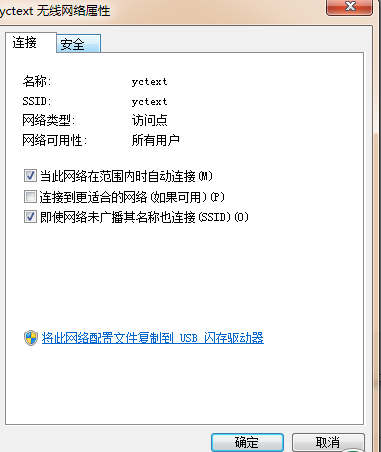 yctext 无线网络属性
连接
安全
名称: yctext
SSID: yctext
网络类型: 访问点
网络可用性: 所有用户
当此网络在范围内时自动连接(M)
连接到更适合的网络(如果可用)(P)
即使网络未广播其名称也连接(SSID)(O)
将此网络配置文件复制到 USB 闪存驱动器
确定 取消